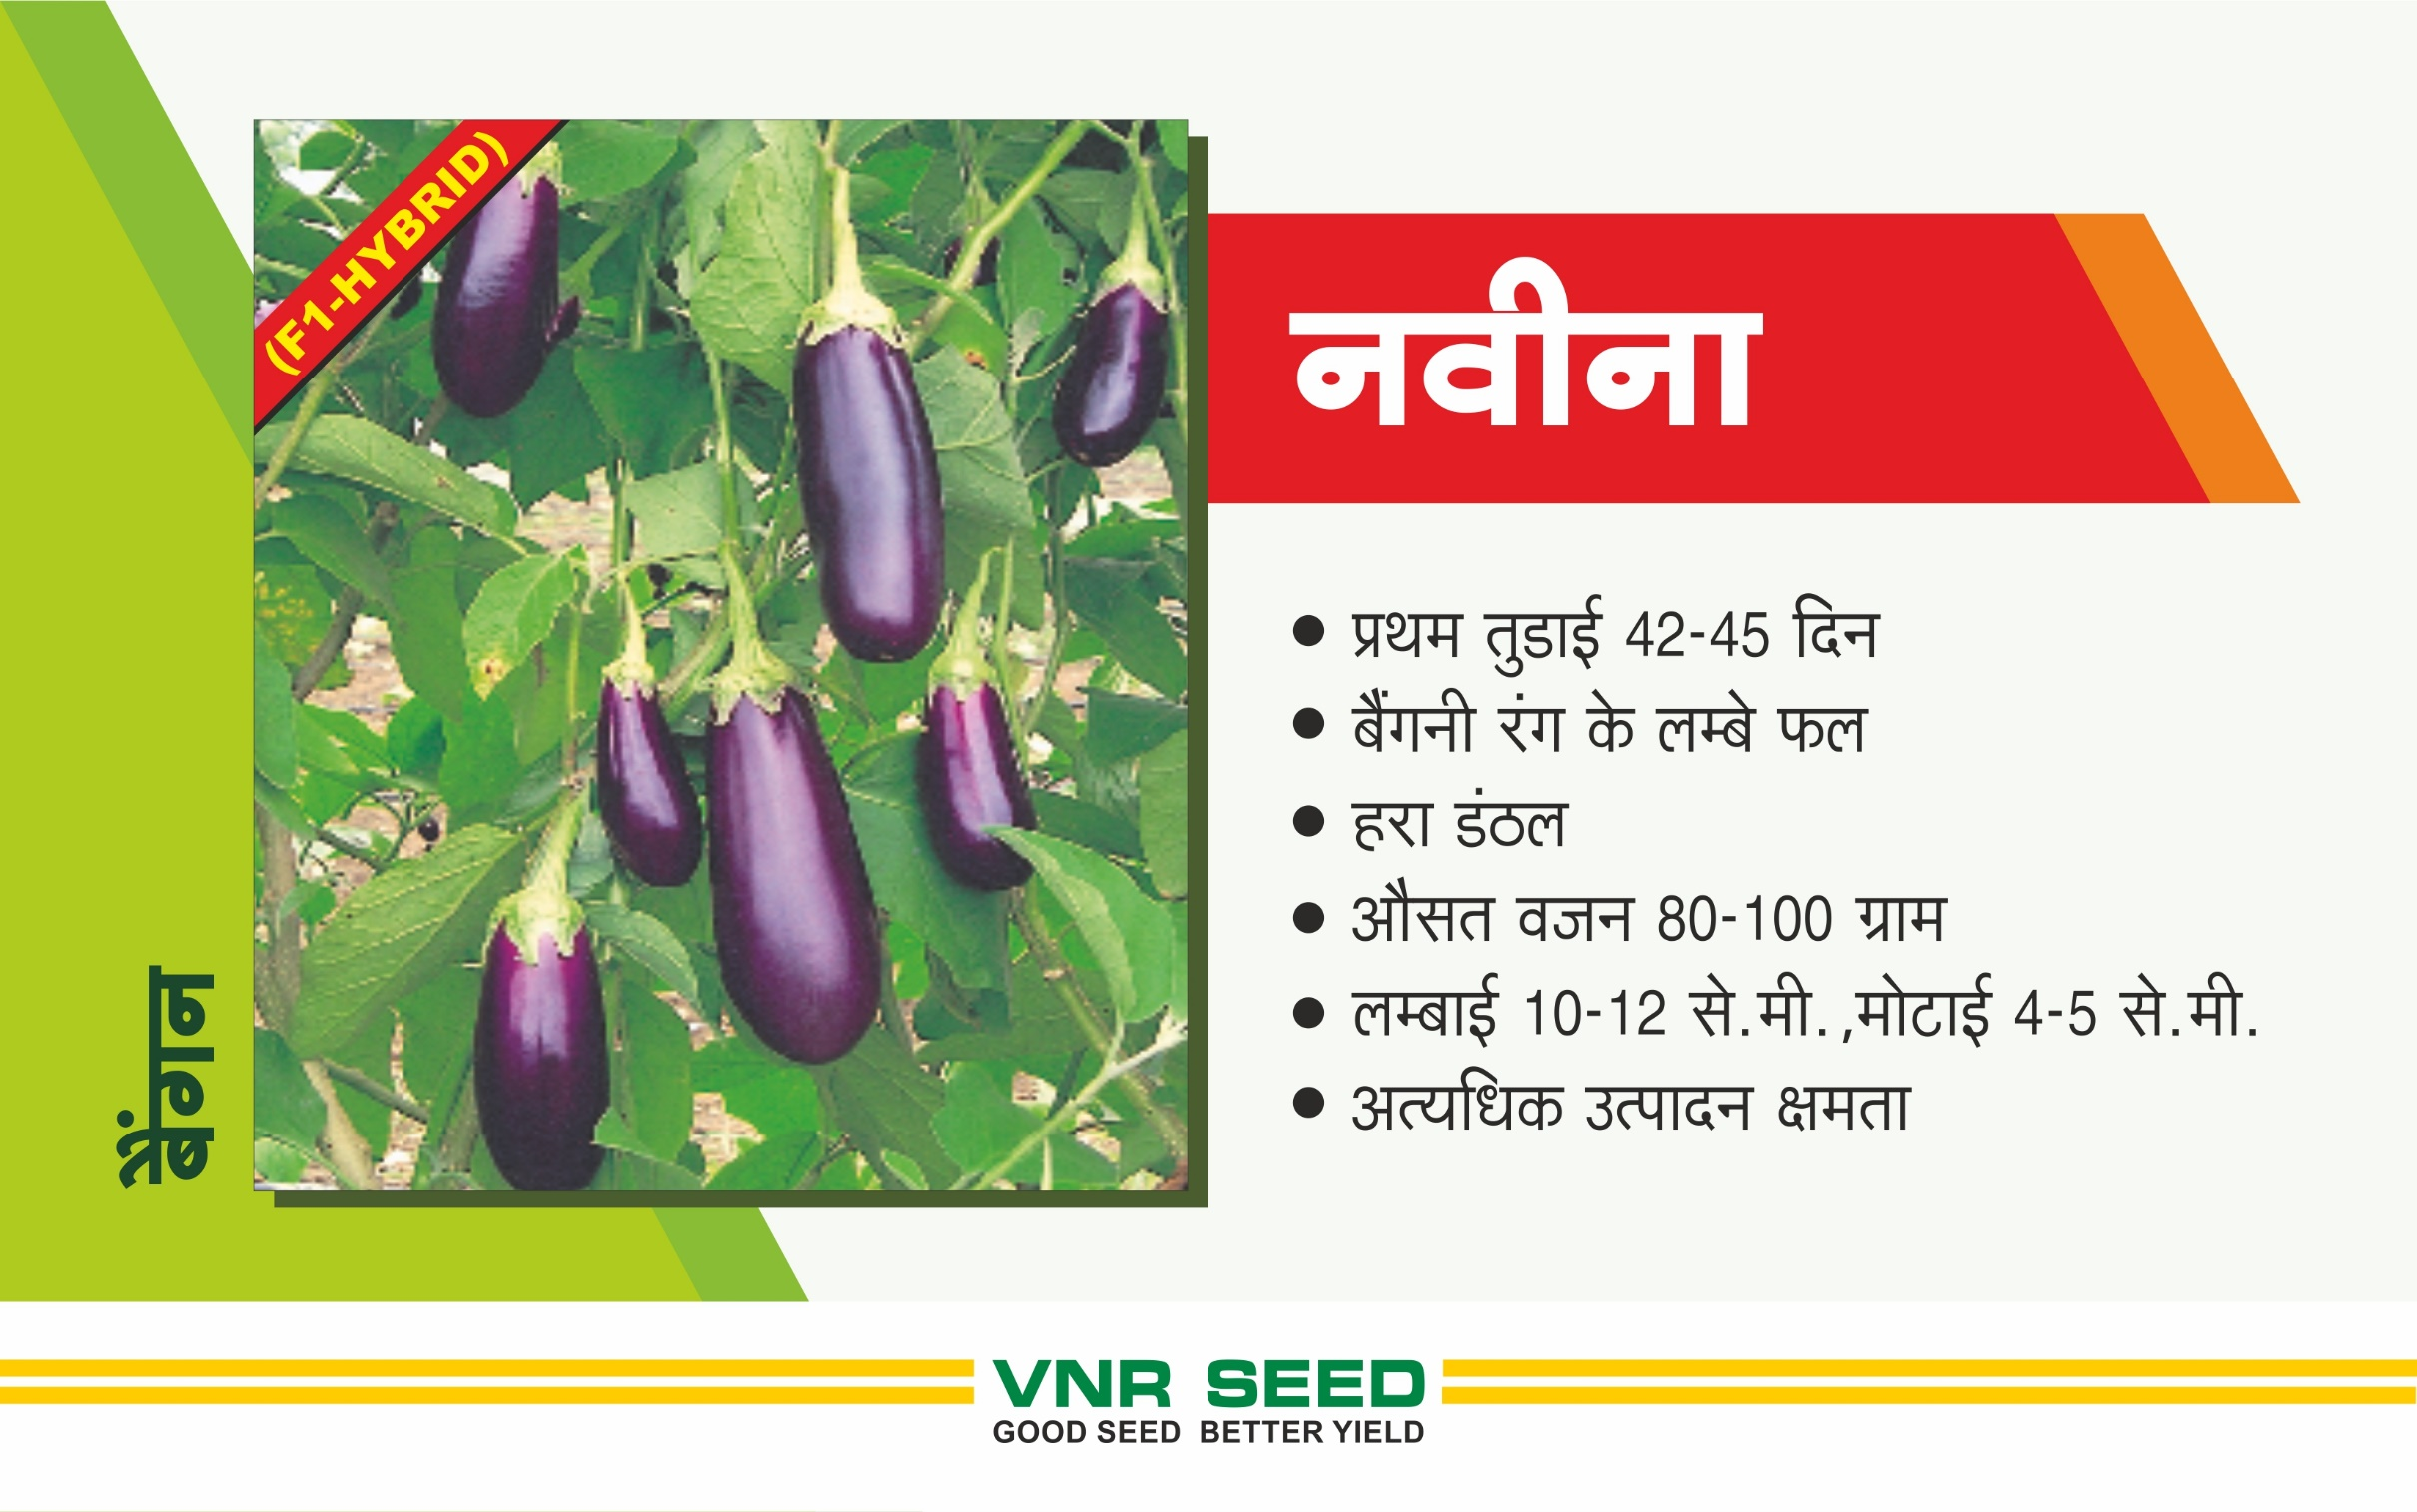 (F1-HYBRID)
बैंगन
नवीना
● प्रथम तुडाई 42-45 दिन
● बैंगनी रंग के लम्बे फल
● हरा डंठल
● औसत वजन 80-100 ग्राम
● लम्बाई 10-12 से.मी.,मोटाई 4-5 से.मी.
● अत्यधिक उत्पादन क्षमता
VNR SEED
GOOD SEED BETTER YIELD